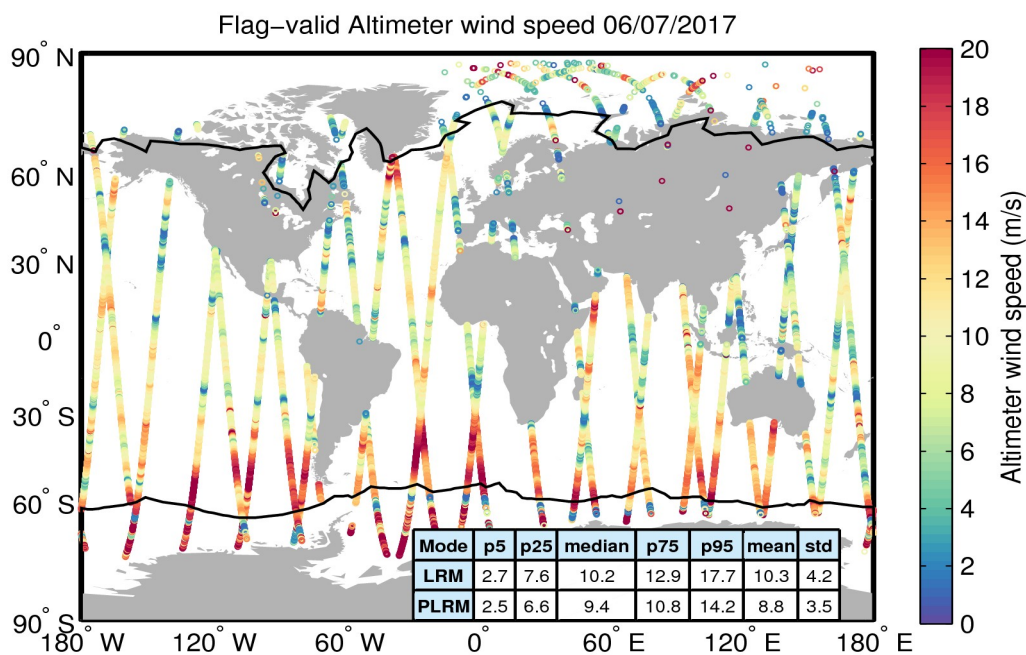 Flag−valid Altimeter wind speed 06/07/2017
90° N
60° N
30° N
0°
30° S
60° S
90° S
180° W
120° W
60° W
0°
60° E
120° E
180° E
Mode p5 p25 median p75 p95 mean std
LRM 2.7 7.6 10.2 12.9 17.7 10.3 4.2
PLRM 2.5 6.6 9.4 10.8 14.2 8.8 3.5
20
18
16
14
12
10
8
6
4
2
0
Altimeter wind speed (m/s)